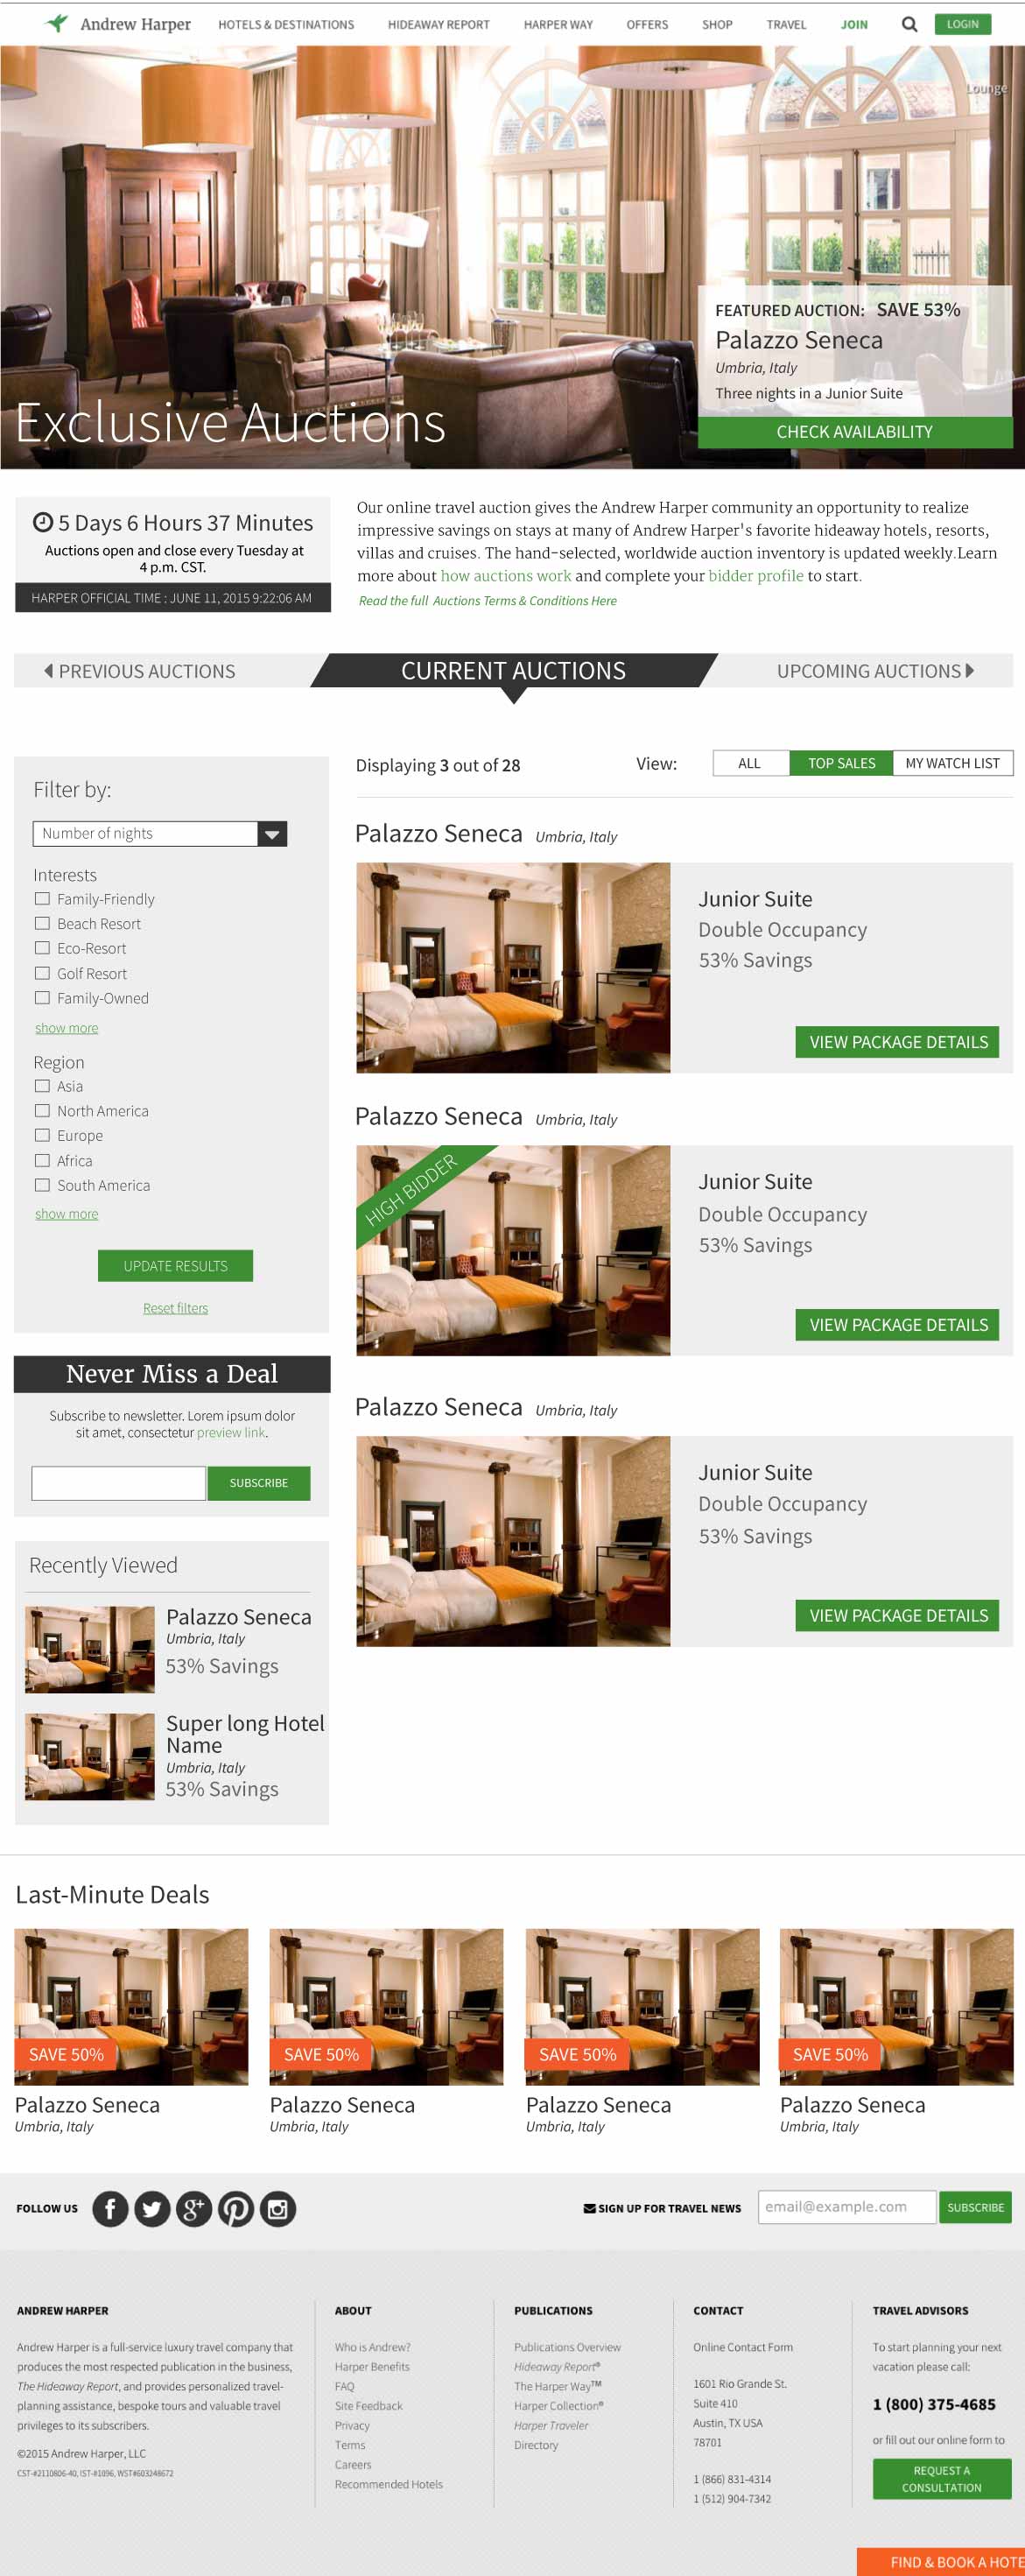 Andrew Harper
HOTELS & DESTINATIONS
HIDEAWAY REPORT
HARPER WAY
OFFERS
SHOP
TRAVEL
JOIN
LOGIN
Lounge
FEATURED AUCTION: SAVE 53%
Palazzo Seneca
Umbria, Italy
Three nights in a Junior Suite
CHECK AVAILABILITY
Exclusive Auctions
5 Days 6 Hours 37 Minutes
Auctions open and close every Tuesday at
4 p.m. CST.
HARPER OFFICIAL TIME : JUNE 11, 2015 9:22:06 AM
Our online travel auction gives the Andrew Harper community an opportunity to realize
impressive savings on stays at many of Andrew Harper's favorite hideaway hotels, resorts,
villas and cruises. The hand-selected, worldwide auction inventory is updated weekly.Learn
more about how auctions work and complete your bidder profile to start.
Read the full Auctions Terms & Conditions Here
PREVIOUS AUCTIONS
CURRENT AUCTIONS
UPCOMING AUCTIONS
Filter by:
Number of nights
Interests
Family-Friendly
Beach Resort
Eco-Resort
Golf Resort
Family-Owned
show more
Region
Asia
North America
Europe
Africa
South America
show more
UPDATE RESULTS
Reset filters
Never Miss a Deal
Subscribe to newsletter. Lorem ipsum dolor
sit amet, consectetur preview link.
SUBSCRIBE
Recently Viewed
Palazzo Seneca
Umbria, Italy
53% Savings
Super long Hotel
Name
Umbria, Italy
53% Savings
Displaying 3 out of 28
View:
ALL
TOP SALES
MY WATCH LIST
Palazzo Seneca Umbria, Italy
Junior Suite
Double Occupancy
53% Savings
VIEW PACKAGE DETAILS
Palazzo Seneca Umbria, Italy
HIGH BIDDER
Junior Suite
Double Occupancy
53% Savings
VIEW PACKAGE DETAILS
Palazzo Seneca Umbria, Italy
Junior Suite
Double Occupancy
53% Savings
VIEW PACKAGE DETAILS
Last-Minute Deals
SAVE 50%
Palazzo Seneca
Umbria, Italy
SAVE 50%
Palazzo Seneca
Umbria, Italy
SAVE 50%
Palazzo Seneca
Umbria, Italy
SAVE 50%
Palazzo Seneca
Umbria, Italy
FOLLOW US
SIGN UP FOR TRAVEL NEWS
email@example.com
SUBSCRIBE
ANDREW HARPER
Andrew Harper is a full-service luxury travel company that
produces the most respected publication in the business,
The Hideaway Report, and provides personalized travel-
planning assistance, bespoke tours and valuable travel
privileges to its subscribers.
©2015 Andrew Harper, LLC
CST-#2110806-40, IST-#1096, WST#603248672
ABOUT
Who is Andrew?
Harper Benefits
FAQ
Site Feedback
Privacy
Terms
Careers
Recommended Hotels
PUBLICATIONS
Publications Overview
Hideaway Report®
The Harper Way™
Harper Collection®
Harper Traveler
Directory
CONTACT
Online Contact Form
1601 Rio Grande St.
Suite 410
Austin, TX USA
78701
1 (866) 831-4314
1 (512) 904-7342
TRAVEL ADVISORS
To start planning your next
vacation please call:
1 (800) 375-4685
or fill out our online form to
REQUEST A
CONSULTATION
FIND & BOOK A HOTE